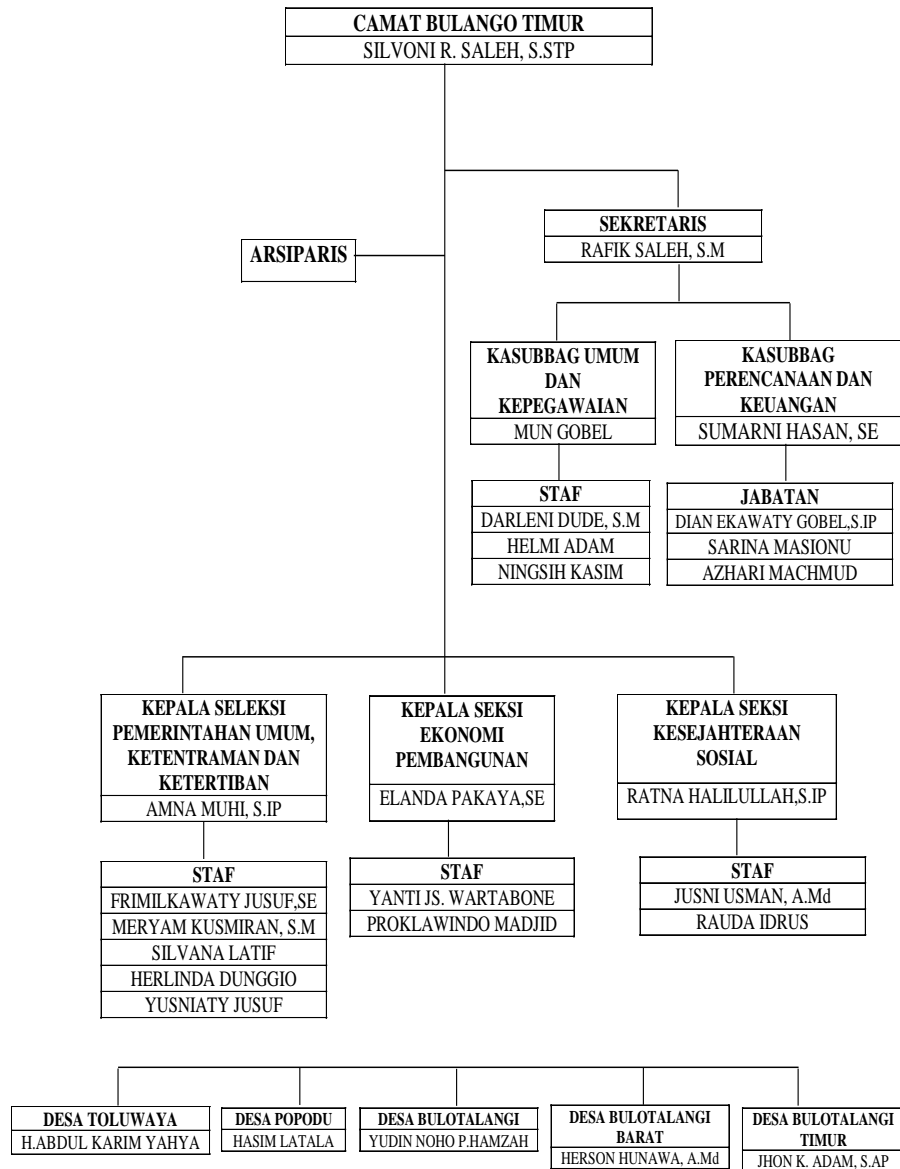 CAMAT BULANGO TIMUR
SILVONI R. SALEH, S.STP
SEKRETARIS
RAFIK SALEH, S.M
ARSIPARIS
KASUBBAG UMUM
DAN
KEPEGAWAIAN
MUN GOBEL
KASUBBAG
PERENCANAAN DAN
KEUANGAN
SUMARNI HASAN, SE
STAF
DARLENI DUDE, S.M
HELMI ADAM
NINGSIH KASIM
JABATAN
DIAN EKAWATY GOBEL,S.IP
SARINA MASIONU
AZHARI MACHMUD
KEPALA SELEKSI
PEMERINTAHAN UMUM,
KETENTRAMAN DAN
KETERTIBAN
AMNA MUHI, S.IP
KEPALA SEKSI
EKONOMI
PEMBANGUNAN
ELANDA PAKAYA,SE
KEPALA SEKSI
KESEJAHTERAAN
SOSIAL
RATNA HALILULLAH,S.IP
STAF
FRIMILKAWATY JUSUF,SE
MERYAM KUSMIRAN, S.M
SILVANA LATIF
HERLINDA DUNGGIO
YUSNIATY JUSUF
STAF
YANTI JS. WARTABONE
PROKLAWINDO MADJID
STAF
JUSNI USMAN, A.Md
RAUDA IDRUS
DESA TOLUWAYA
H.ABDUL KARIM YAHYA
DESA POPODU
HASIM LATALA
DESA BULOTALANGI
YUDIN NOHO P.HAMZAH
DESA BULOTALANGI
BARAT
HERSON HUNAWA, A.Md
DESA BULOTALANGI
TIMUR
JHON K. ADAM, S.AP